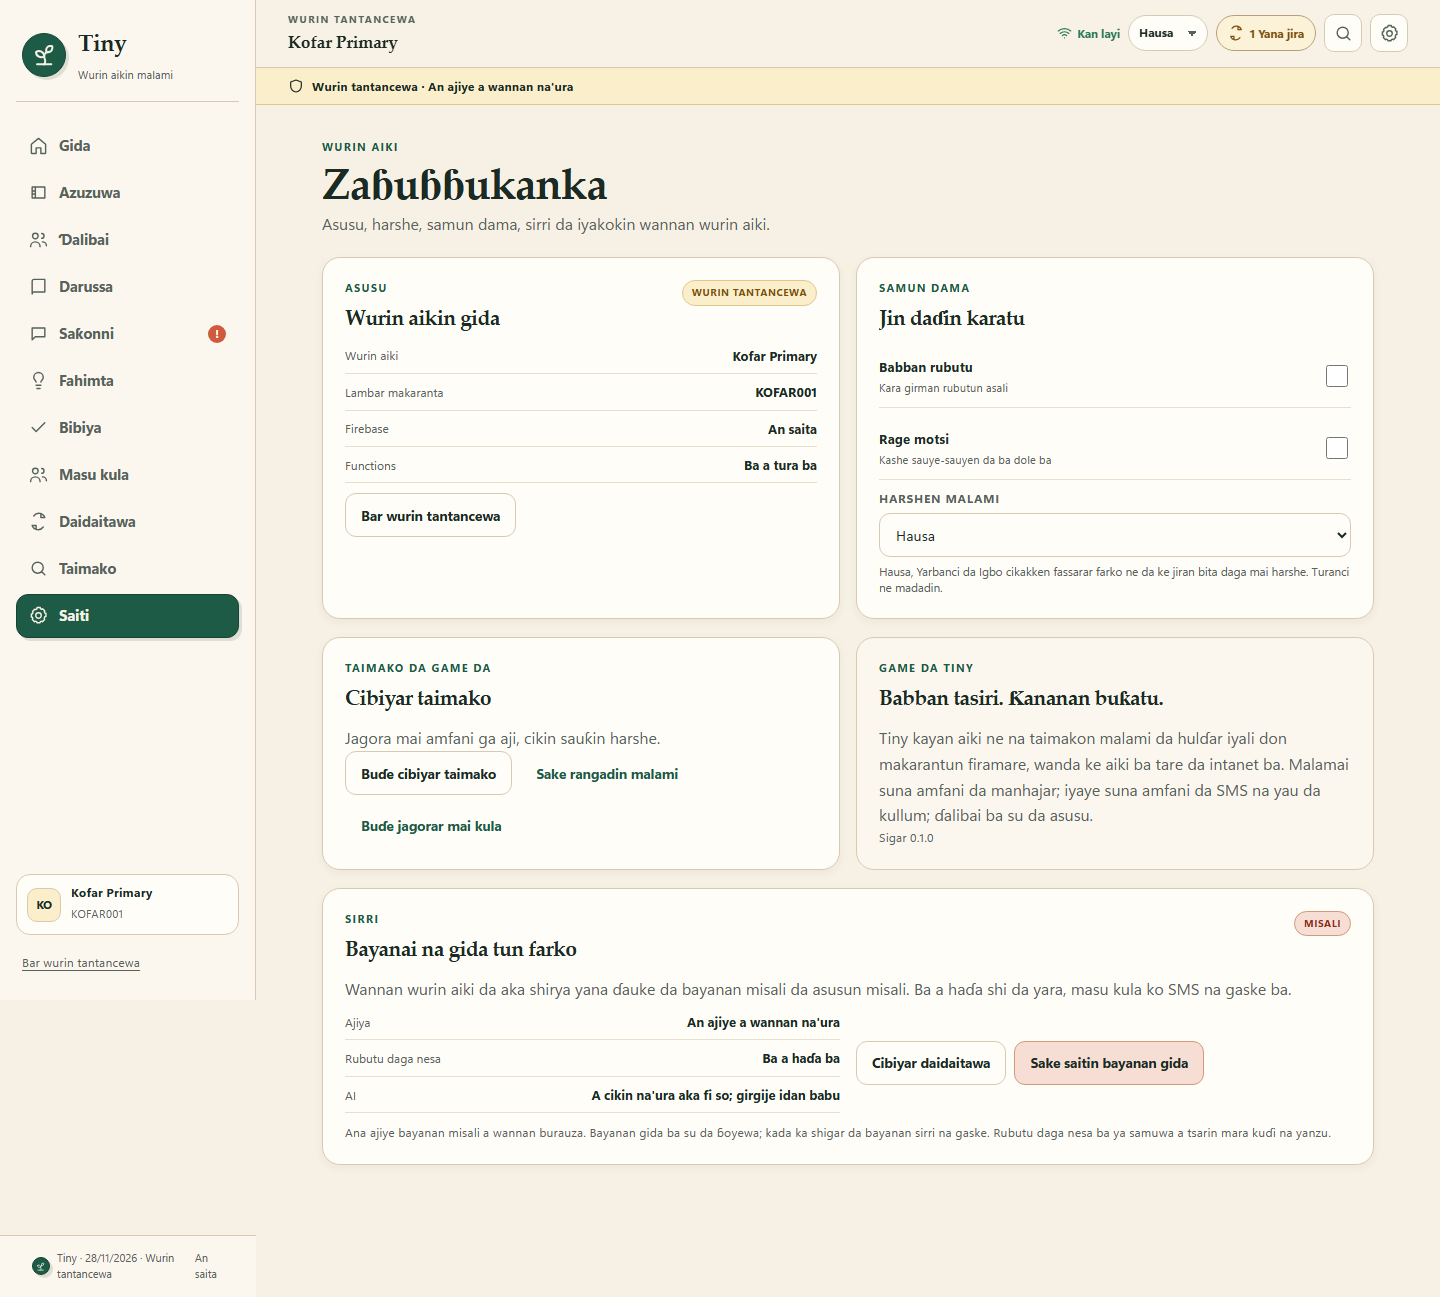 Tiny
Wurin aikin malami
Gida
Azuzuwa
Ɗalibai
Darussa
Saƙonni
!
Fahimta
Bibiya
Masu kula
Daidaitawa
Taimako
Saiti
KO
Kofar Primary
KOFAR001
Bar wurin tantancewa
Tiny · 28/11/2026 · Wurin
tantancewa
An
saita
WURIN TANTANCEWA
Kofar Primary
Kan layi
Hausa
1 Yana jira
Wurin tantancewa · An ajiye a wannan na'ura
WURIN AIKI
Zaɓuɓɓukanka
Asusu, harshe, samun dama, sirri da iyakokin wannan wurin aiki.
ASUSU
WURIN TANTANCEWA
Wurin aikin gida
Wurin aiki
Kofar Primary
Lambar makaranta
KOFAR001
Firebase
An saita
Functions
Ba a tura ba
Bar wurin tantancewa
SAMUN DAMA
Jin daɗin karatu
Babban rubutu
Kara girman rubutun asali
Rage motsi
Kashe sauye-sauyen da ba dole ba
HARSHEN MALAMI
Hausa
Hausa, Yarbanci da Igbo cikakken fassarar farko ne da ke jiran bita daga mai harshe. Turanci
ne madadin.
TAIMAKO DA GAME DA
Cibiyar taimako
Jagora mai amfani ga aji, cikin sauƙin harshe.
Buɗe cibiyar taimako
Sake rangadin malami
Buɗe jagorar mai kula
GAME DA TINY
Babban tasiri. Ƙananan buƙatu.
Tiny kayan aiki ne na taimakon malami da hulɗar iyali don
makarantun firamare, wanda ke aiki ba tare da intanet ba. Malamai
suna amfani da manhajar; iyaye suna amfani da SMS na yau da
kullum; ɗalibai ba su da asusu.
Sigar 0.1.0
SIRRI
MISALI
Bayanai na gida tun farko
Wannan wurin aiki da aka shirya yana ɗauke da bayanan misali da asusun misali. Ba a haɗa shi da yara, masu kula ko SMS na gaske ba.
Ajiya
An ajiye a wannan na'ura
Rubutu daga nesa
Ba a haɗa ba
AI
A cikin na'ura aka fi so; girgije idan babu
Cibiyar daidaitawa
Sake saitin bayanan gida
Ana ajiye bayanan misali a wannan burauza. Bayanan gida ba su da ɓoyewa; kada ka shigar da bayanan sirri na gaske. Rubutu daga nesa ba ya samuwa a tsarin mara kuɗi na yanzu.